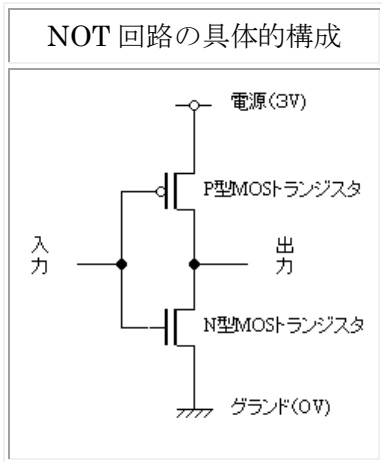 NOT 回路の具体的構成
電源(3V)
P型MOSトランジスタ
入力
出力
N型MOSトランジスタ
グランド(0V)